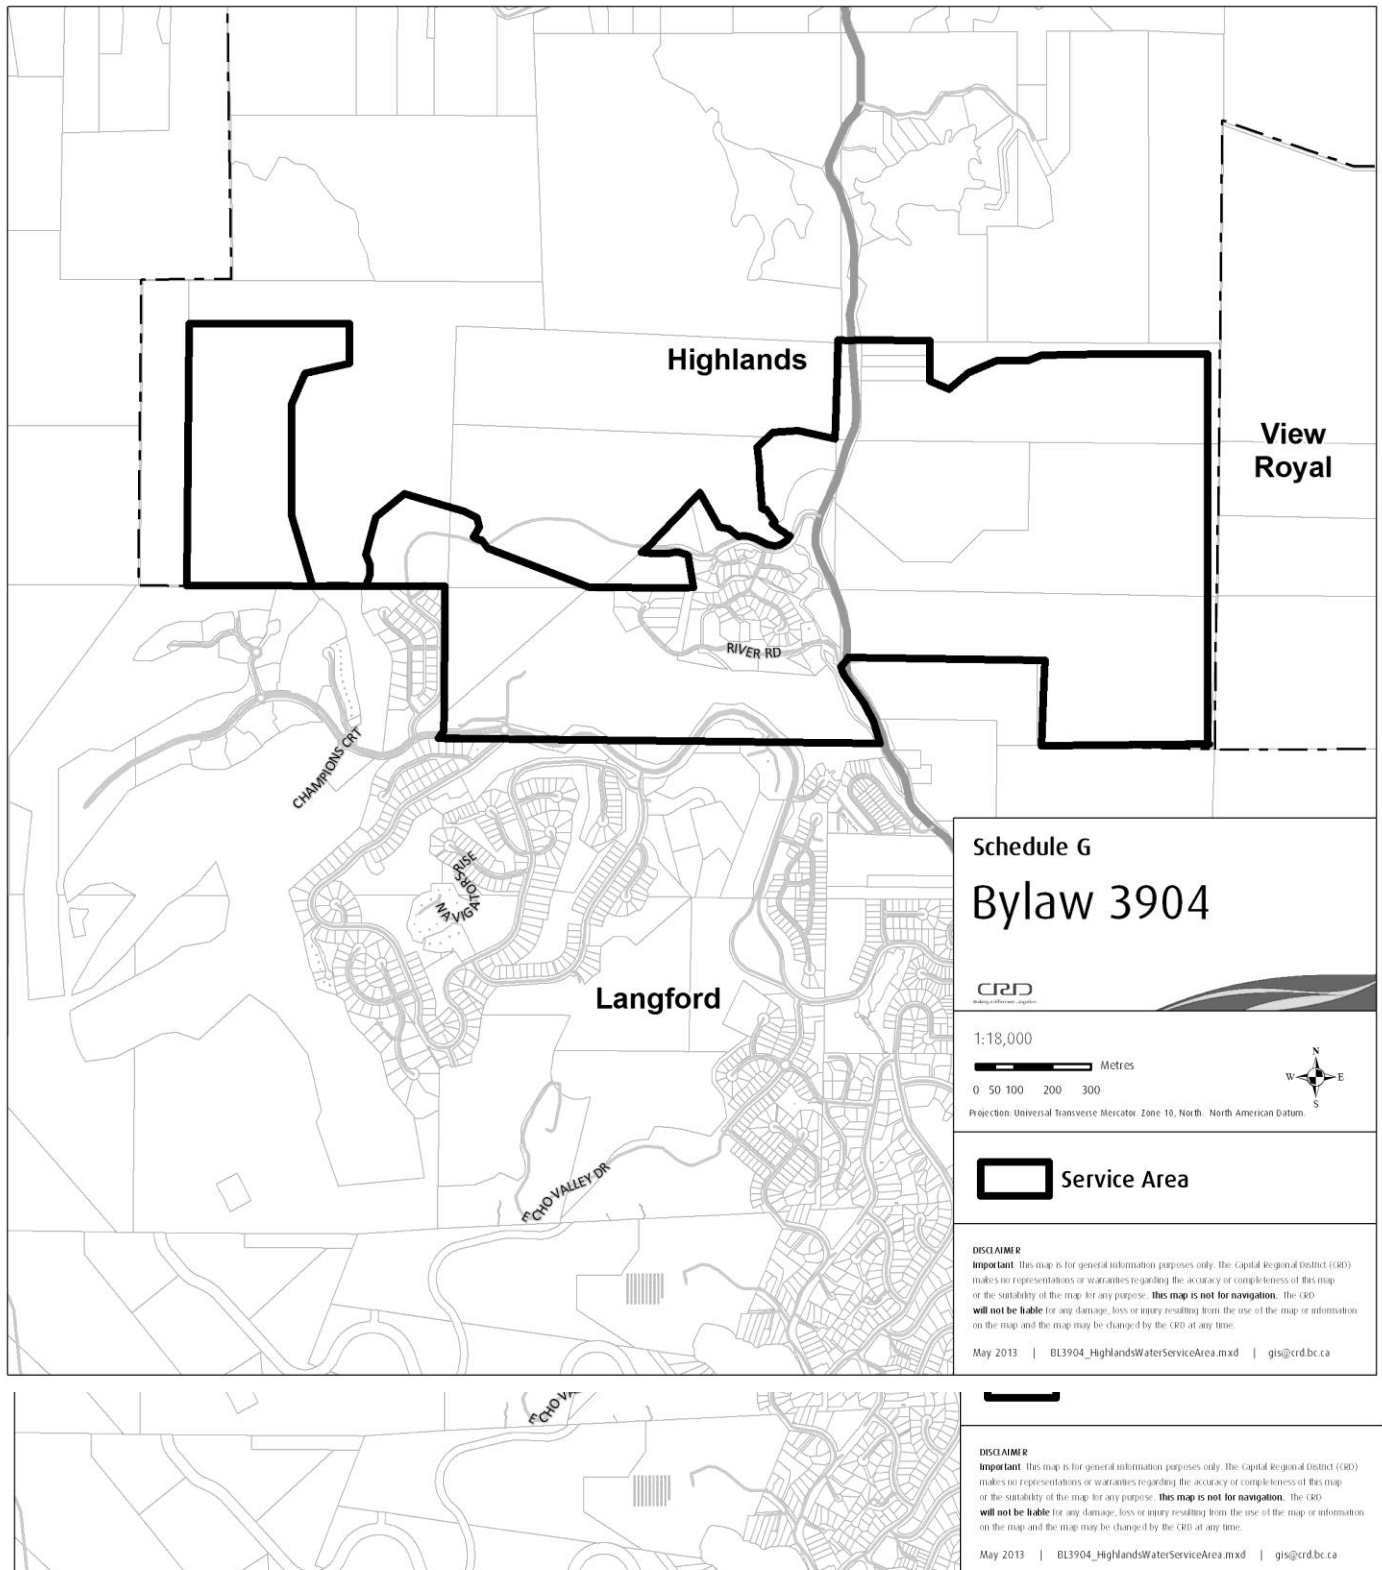 Highlands
View
Royal
RIVER RD
CHAMPIONS CRT
NAVIGATORS RISE
Langford
ECHO VALLEY DR
Schedule G
Bylaw 3904
CRD
1:18,000
Metres
0 50 100 200 300
N
W E
S
Projection: Universal Transverse Mercator. Zone 10, North. North American Datum.
Service Area
DISCLAIMER
Important This map is for general information purposes only. The Capital Regional District (CRD)
makes no representations or warranties regarding the accuracy or completeness of this map
or the suitability of the map for any purpose. This map is not for navigation. The CRD
will not be liable for any damage, loss or injury resulting from the use of the map or information
on the map and the map may be changed by the CRD at any time.
May 2013 | BL3904_HighlandsWaterServiceArea.mxd | gis@crd.bc.ca
ECHO VA
DISCLAIMER
Important This map is for general information purposes only. The Capital Regional District (CRD)
makes no representations or warranties regarding the accuracy or completeness of this map
or the suitability of the map for any purpose. This map is not for navigation. The CRD
will not be liable for any damage, loss or injury resulting from the use of the map or information
on the map and the map may be changed by the CRD at any time.
May 2013 | BL3904_HighlandsWaterServiceArea.mxd | gis@crd.bc.ca